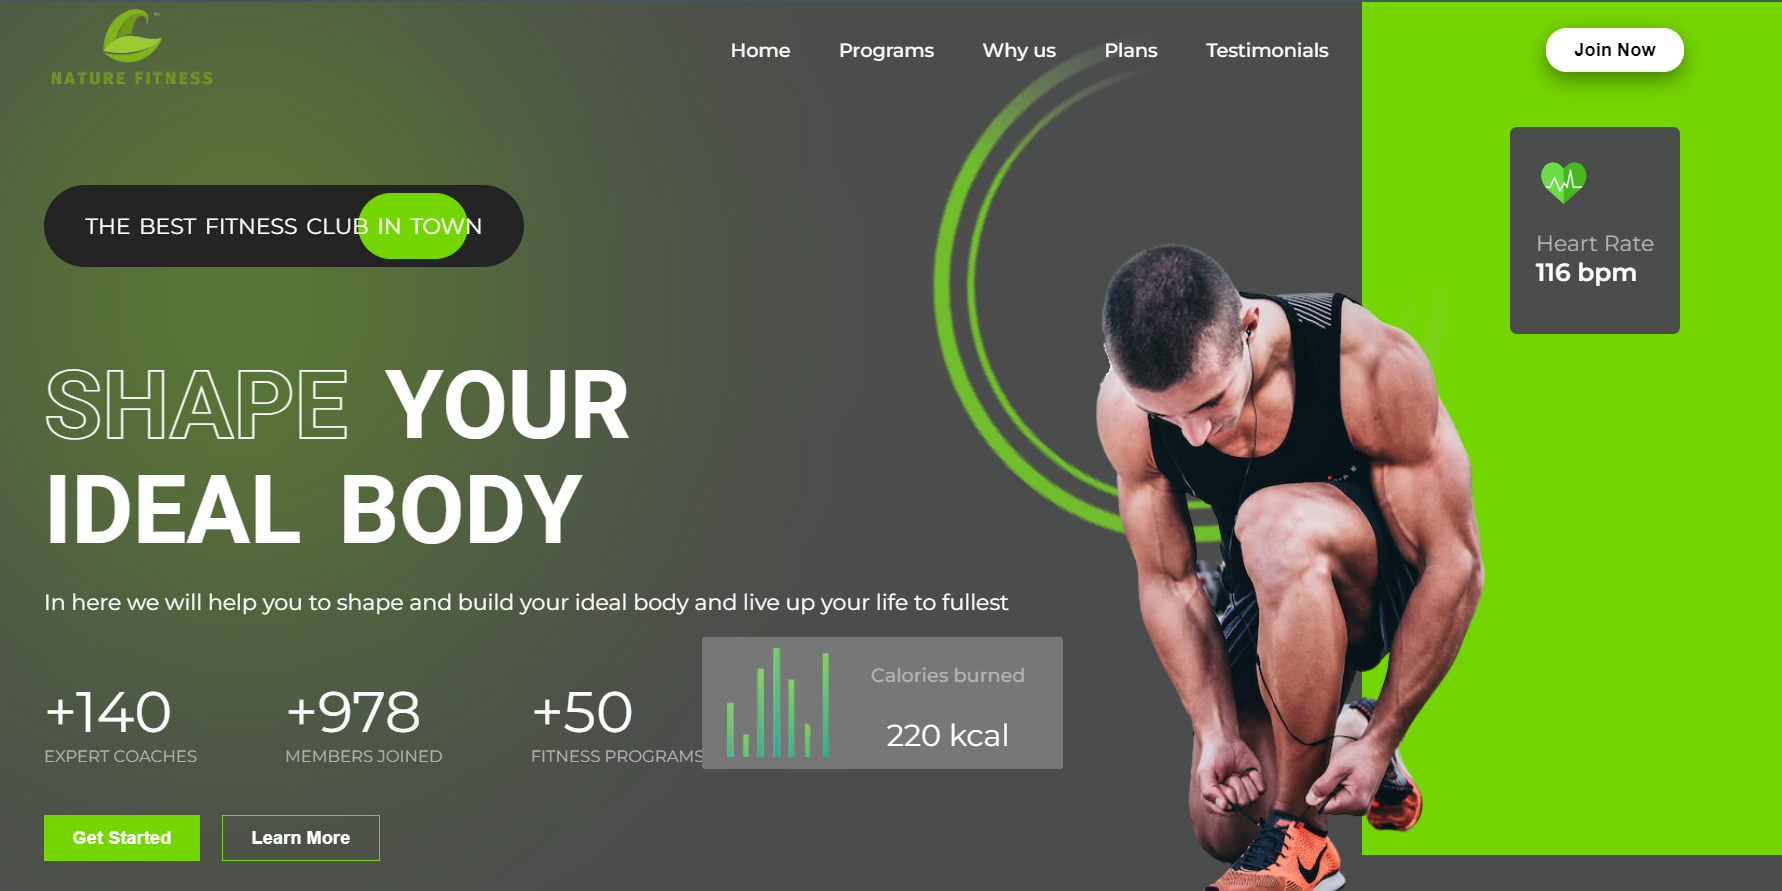 NATURE FITNESS
Home Programs Why us Plans Testimonials
Join Now
THE BEST FITNESS CLUB IN TOWN
Heart Rate
116 bpm
SHAPE YOUR
IDEAL BODY
In here we will help you to shape and build your ideal body and live up your life to fullest
+140
EXPERT COACHES
+978
MEMBERS JOINED
+50
FITNESS PROGRAMS
Calories burned
220 kcal
Get Started
Learn More